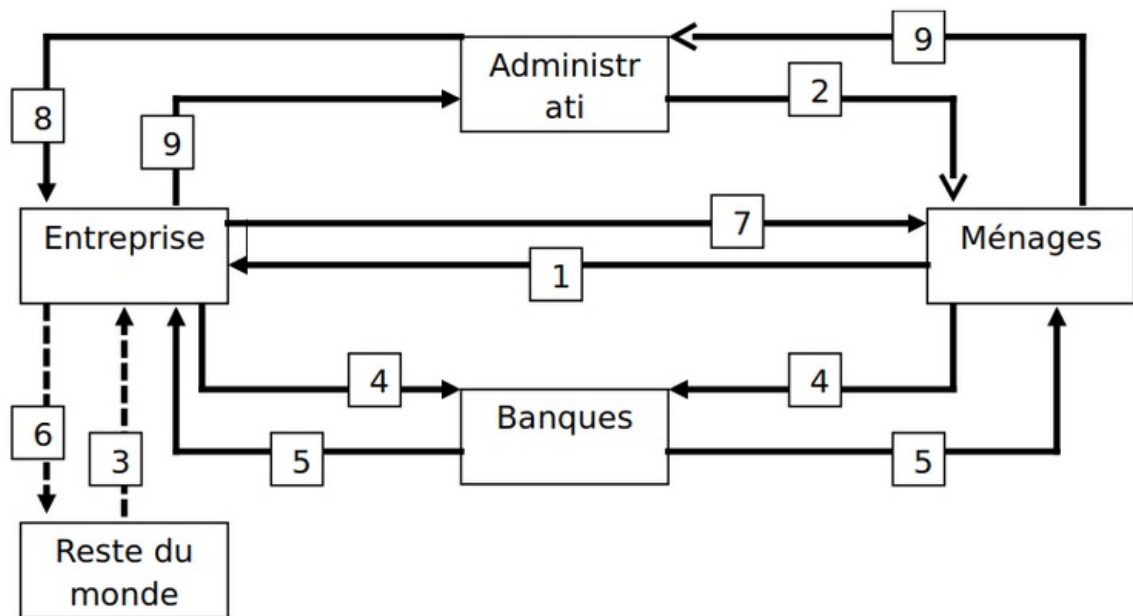 9
Administr
ati
2
8
9
Entreprise
7
Ménages
1
4
4
Banques
6
3
5
5
Reste du
monde